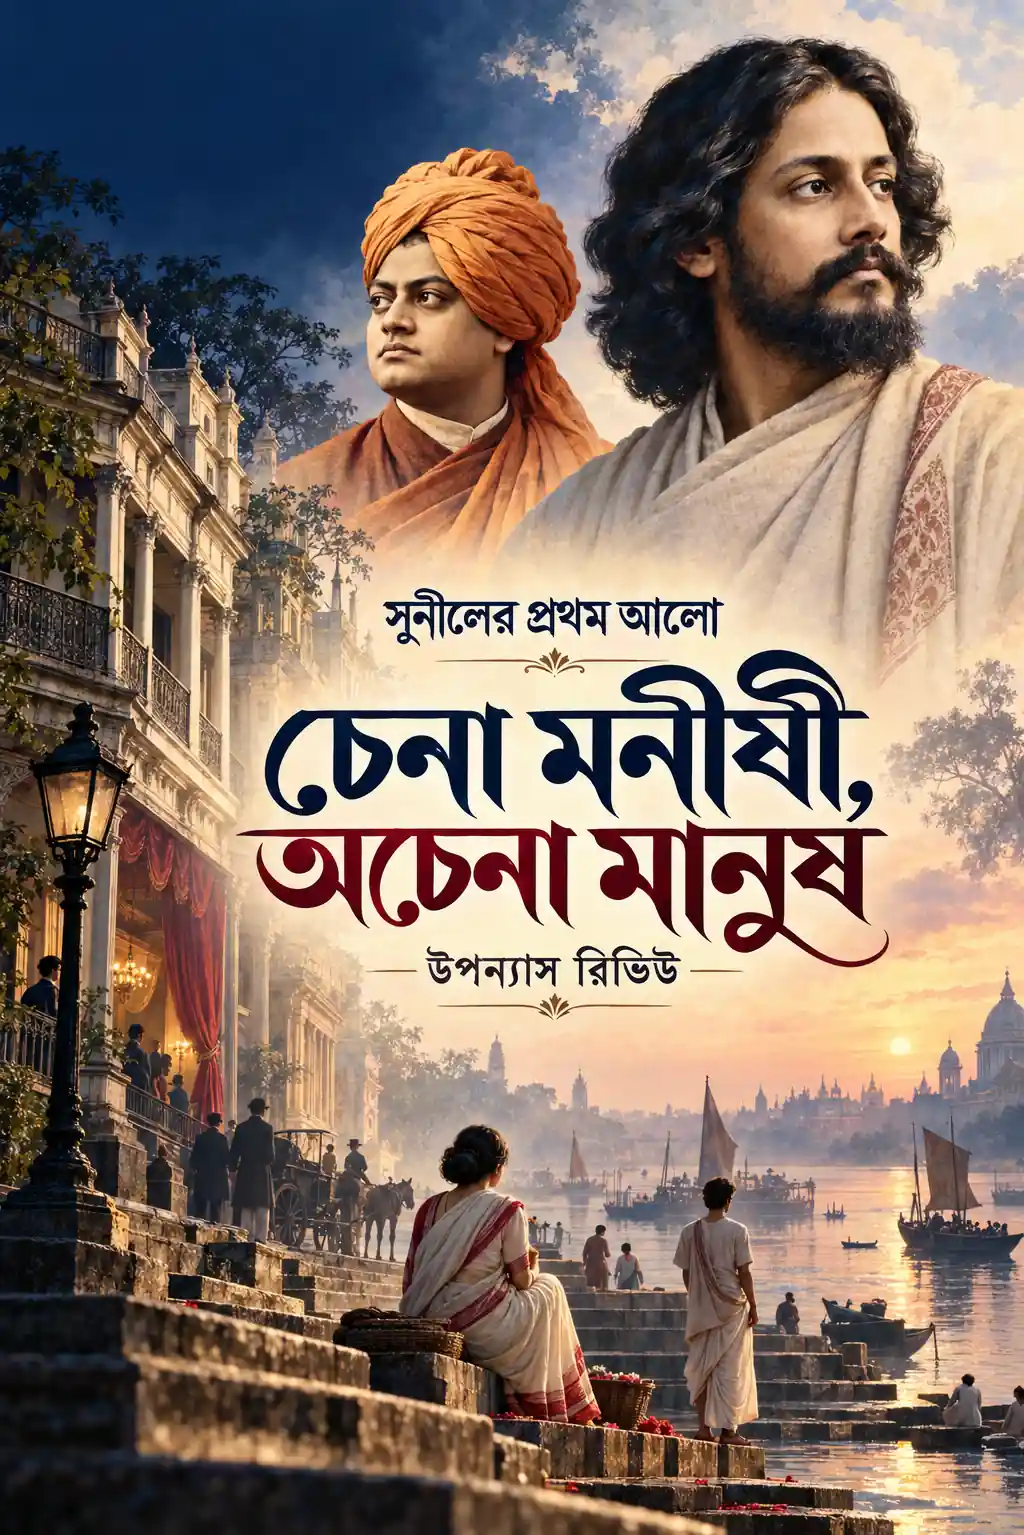 সুনীলের প্রথম আলো
চেনা মনীষী,
অচেনা মানুষ
উপন্যাস রিভিউ